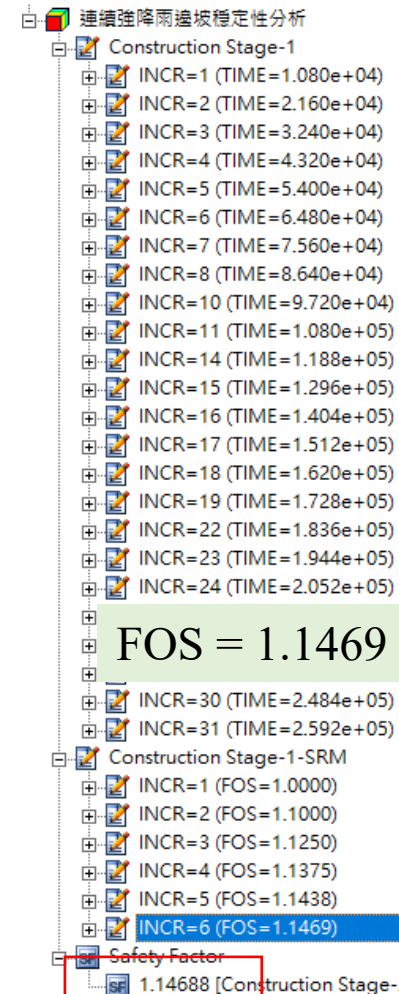 連續強降雨邊坡穩定性分析
Construction Stage-1
INCR=1 (TIME=1.080e+04)
INCR=2 (TIME=2.160e+04)
INCR=3 (TIME=3.240e+04)
INCR=4 (TIME=4.320e+04)
INCR=5 (TIME=5.400e+04)
INCR=6 (TIME=6.480e+04)
INCR=7 (TIME=7.560e+04)
INCR=8 (TIME=8.640e+04)
INCR=10 (TIME=9.720e+04)
INCR=11 (TIME=1.080e+05)
INCR=14 (TIME=1.188e+05)
INCR=15 (TIME=1.296e+05)
INCR=16 (TIME=1.404e+05)
INCR=17 (TIME=1.512e+05)
INCR=18 (TIME=1.620e+05)
INCR=19 (TIME=1.728e+05)
INCR=22 (TIME=1.836e+05)
INCR=23 (TIME=1.944e+05)
INCR=24 (TIME=2.052e+05)
FOS = 1.1469
INCR=30 (TIME=2.484e+05)
INCR=31 (TIME=2.592e+05)
Construction Stage-1-SRM
INCR=1 (FOS=1.0000)
INCR=2 (FOS=1.1000)
INCR=3 (FOS=1.1250)
INCR=4 (FOS=1.1375)
INCR=5 (FOS=1.1438)
INCR=6 (FOS=1.1469)
SF Safety Factor
SF 1.14688 [Construction Stage-